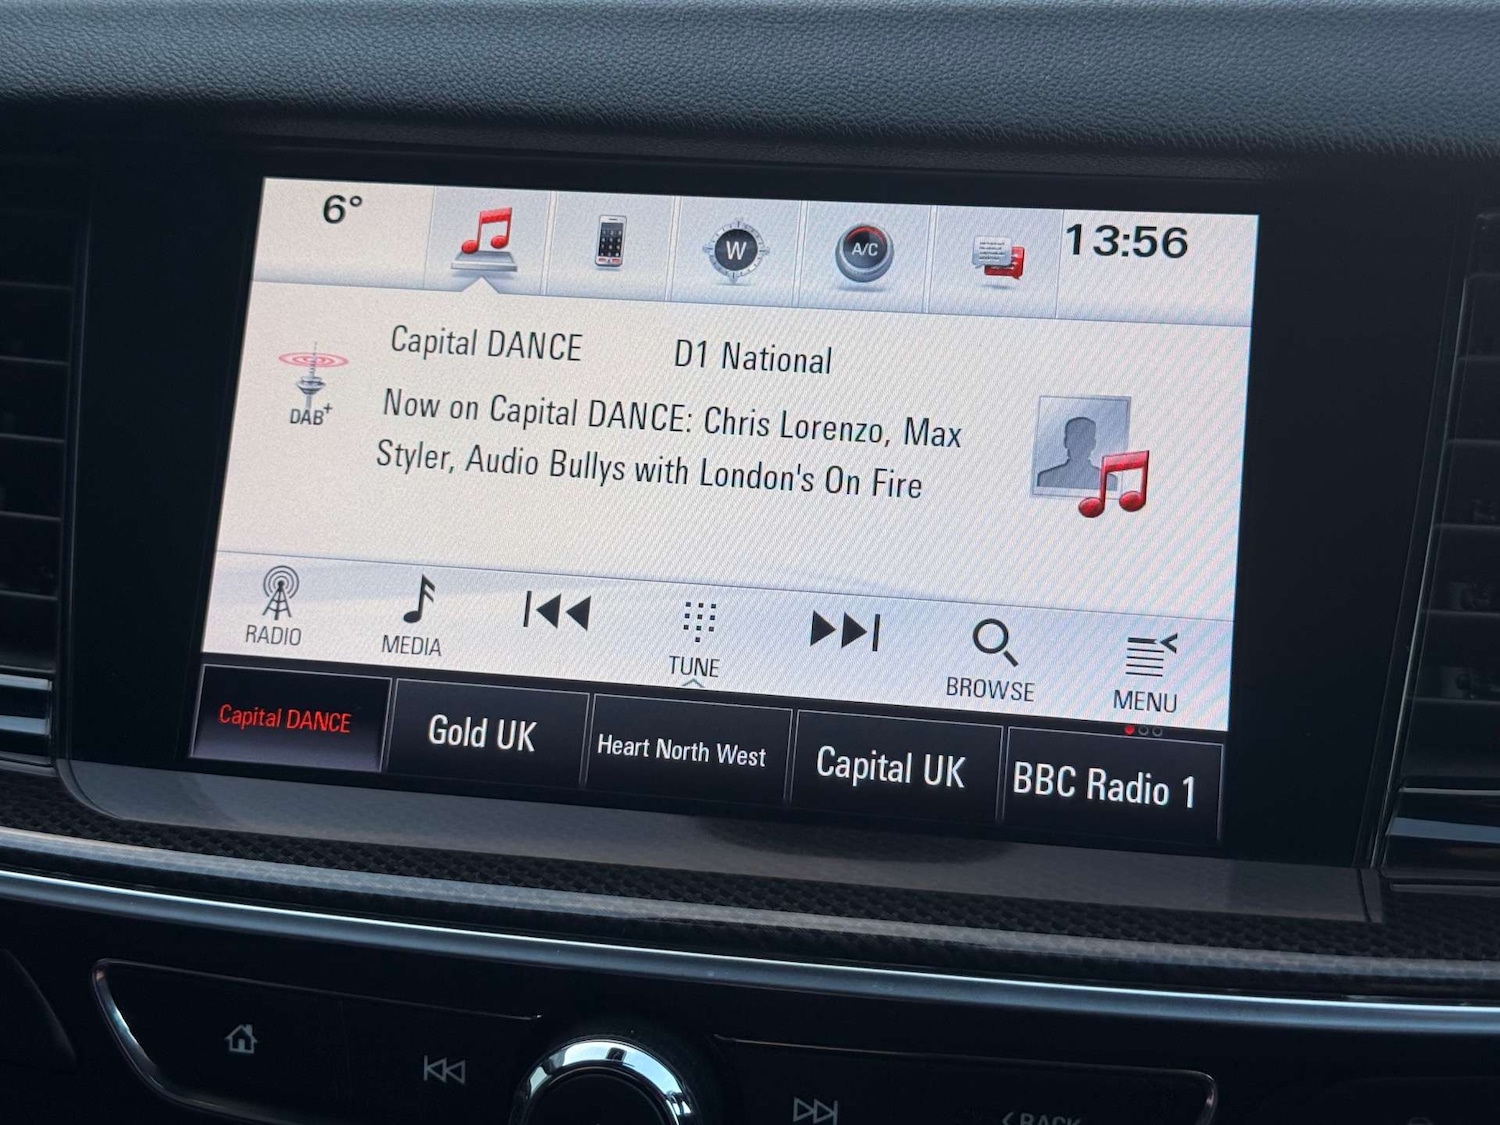 6°
W
A/C
13:56
Capital DANCE D1 National
DAB+
Now on Capital DANCE: Chris Lorenzo, Max
Styler, Audio Bullys with London's On Fire
RADIO MEDIA TUNE BROWSE MENU
Capital DANCE Gold UK Heart North West Capital UK BBC Radio 1
BACK